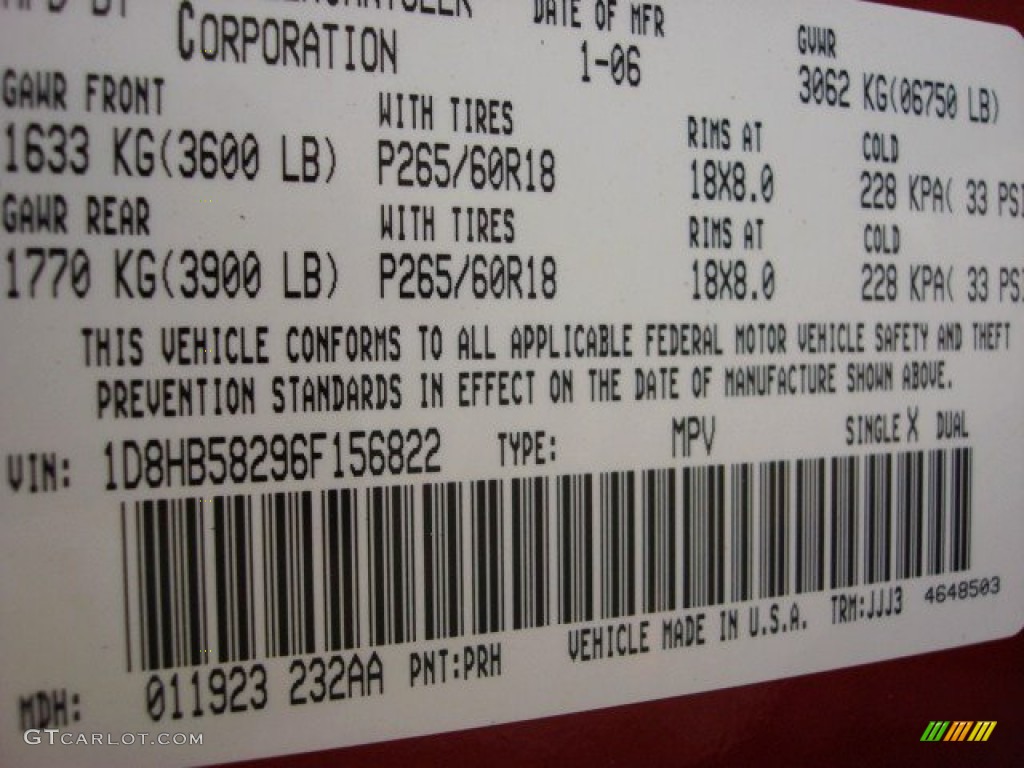 CORPORATION
DATE OF MFR
1-06
GVWR
3062 KG(06750 LB)
GAWR FRONT
1633 KG(3600 LB)
WITH TIRES
P265/60R18
RIMS AT
18X8.0
COLD
228 KPA( 33 PSI
GAWR REAR
1770 KG(3900 LB)
WITH TIRES
P265/60R18
RIMS AT
18X8.0
COLD
228 KPA( 33 PSI
THIS VEHICLE CONFORMS TO ALL APPLICABLE FEDERAL MOTOR VEHICLE SAFETY AND THEFT
PREVENTION STANDARDS IN EFFECT ON THE DATE OF MANUFACTURE SHOWN ABOVE.
VIN: 1D8HB58296F156822 TYPE: MPV SINGLE X DUAL
MDH: 011923 232AA PNT:PRH VEHICLE MADE IN U.S.A. TRM:JJJ3 4648503
GTCARLOT.COM